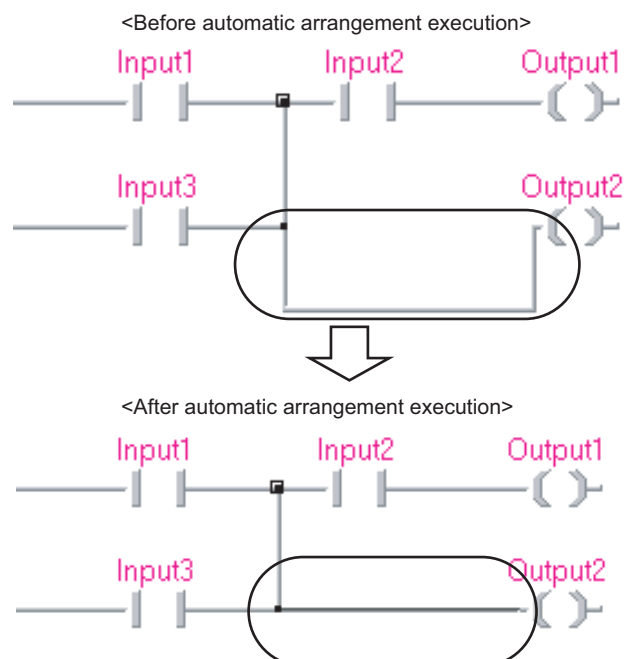 <Before automatic arrangement execution>
Input1 Input2 Output1
Input3 Output2
<After automatic arrangement execution>
Input1 Input2 Output1
Input3 Output2